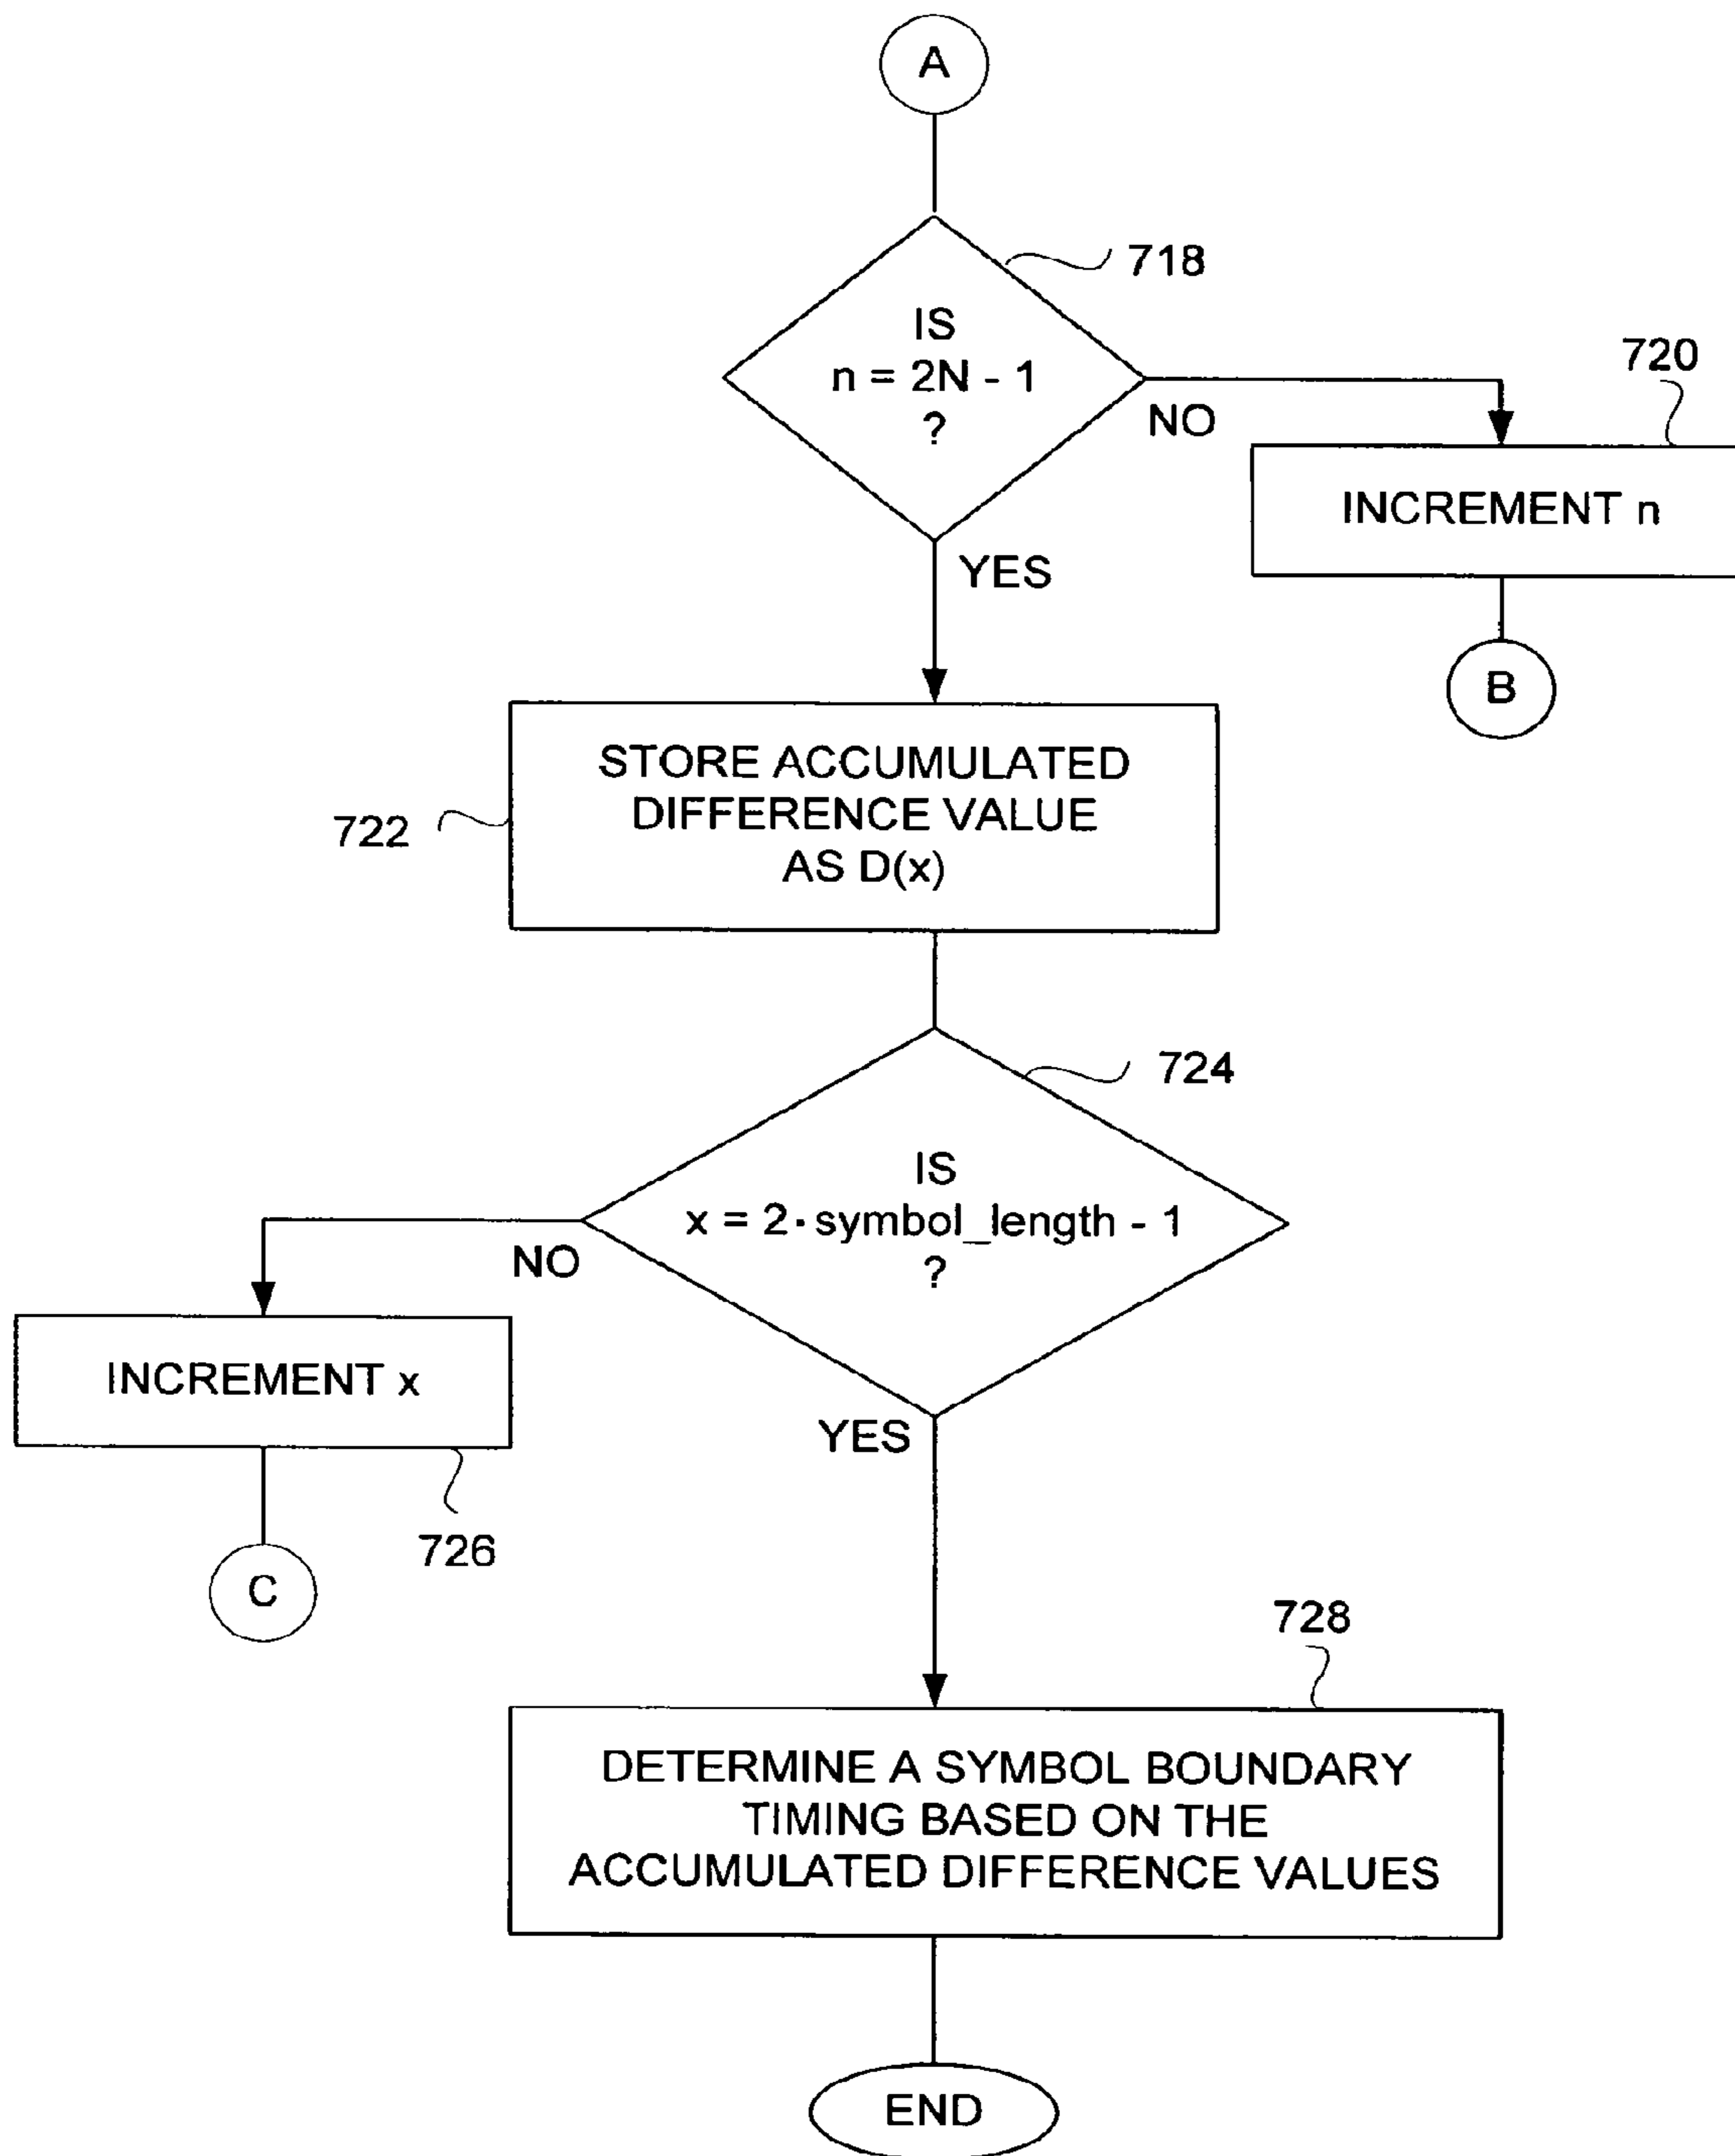 A
718
IS
n = 2N - 1
?
NO
720
INCREMENT n
B
YES
722
STORE ACCUMULATED
DIFFERENCE VALUE
AS D(x)
724
IS
x = 2·symbol_length - 1
?
NO
INCREMENT x
726
C
YES
728
DETERMINE A SYMBOL BOUNDARY
TIMING BASED ON THE
ACCUMULATED DIFFERENCE VALUES
END